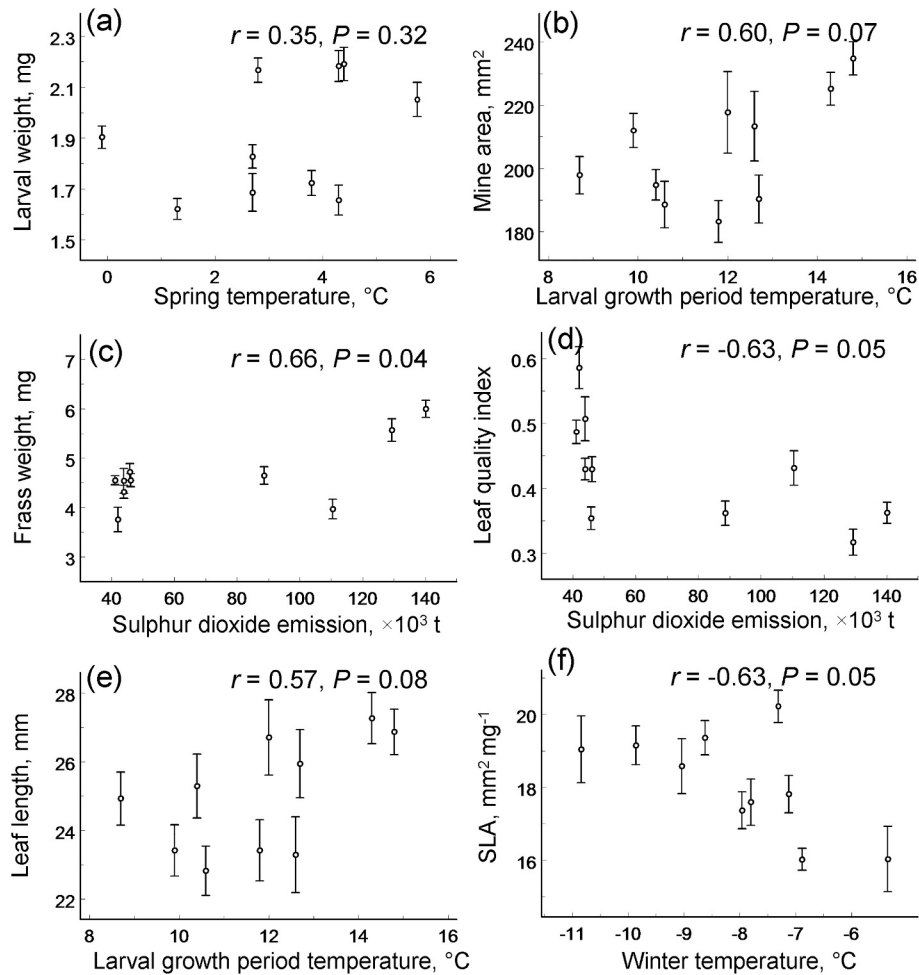 (a)
r = 0.35, P = 0.32
Larval weight, mg
2.3
2.1
1.9
1.7
1.5
0 2 4 6
Spring temperature, °C
(b)
r = 0.60, P = 0.07
Mine area, mm²
240
220
200
180
8 10 12 14 16
Larval growth period temperature, °C
(c)
r = 0.66, P = 0.04
Frass weight, mg
7
6
5
4
3
40 60 80 100 120 140
Sulphur dioxide emission, ×10³ t
(d)
r = -0.63, P = 0.05
Leaf quality index
0.6
0.5
0.4
0.3
40 60 80 100 120 140
Sulphur dioxide emission, ×10³ t
(e)
r = 0.57, P = 0.08
Leaf length, mm
28
26
24
22
8 10 12 14 16
Larval growth period temperature, °C
(f)
r = -0.63, P = 0.05
SLA, mm² mg⁻¹
20
18
16
-11 -10 -9 -8 -7 -6
Winter temperature, °C